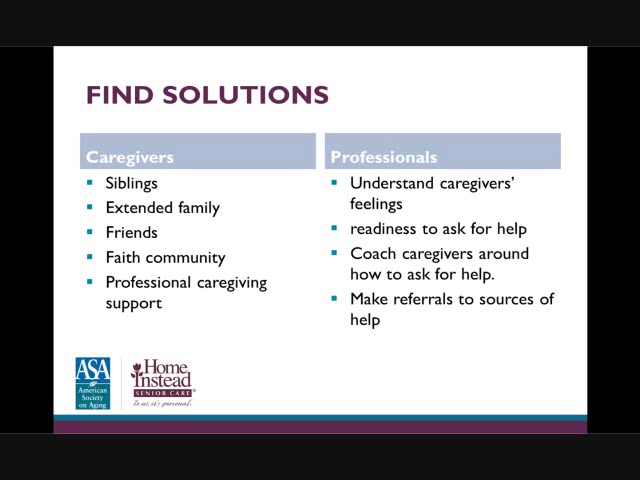 FIND SOLUTIONS
Caregivers
Siblings
Extended family
Friends
Faith community
Professional caregiving
support
Professionals
Understand caregivers’
feelings
readiness to ask for help
Coach caregivers around
how to ask for help.
Make referrals to sources of
help
ASA
American
Society
on Aging
Home
Instead
SENIOR CARE
To us, it's personal.